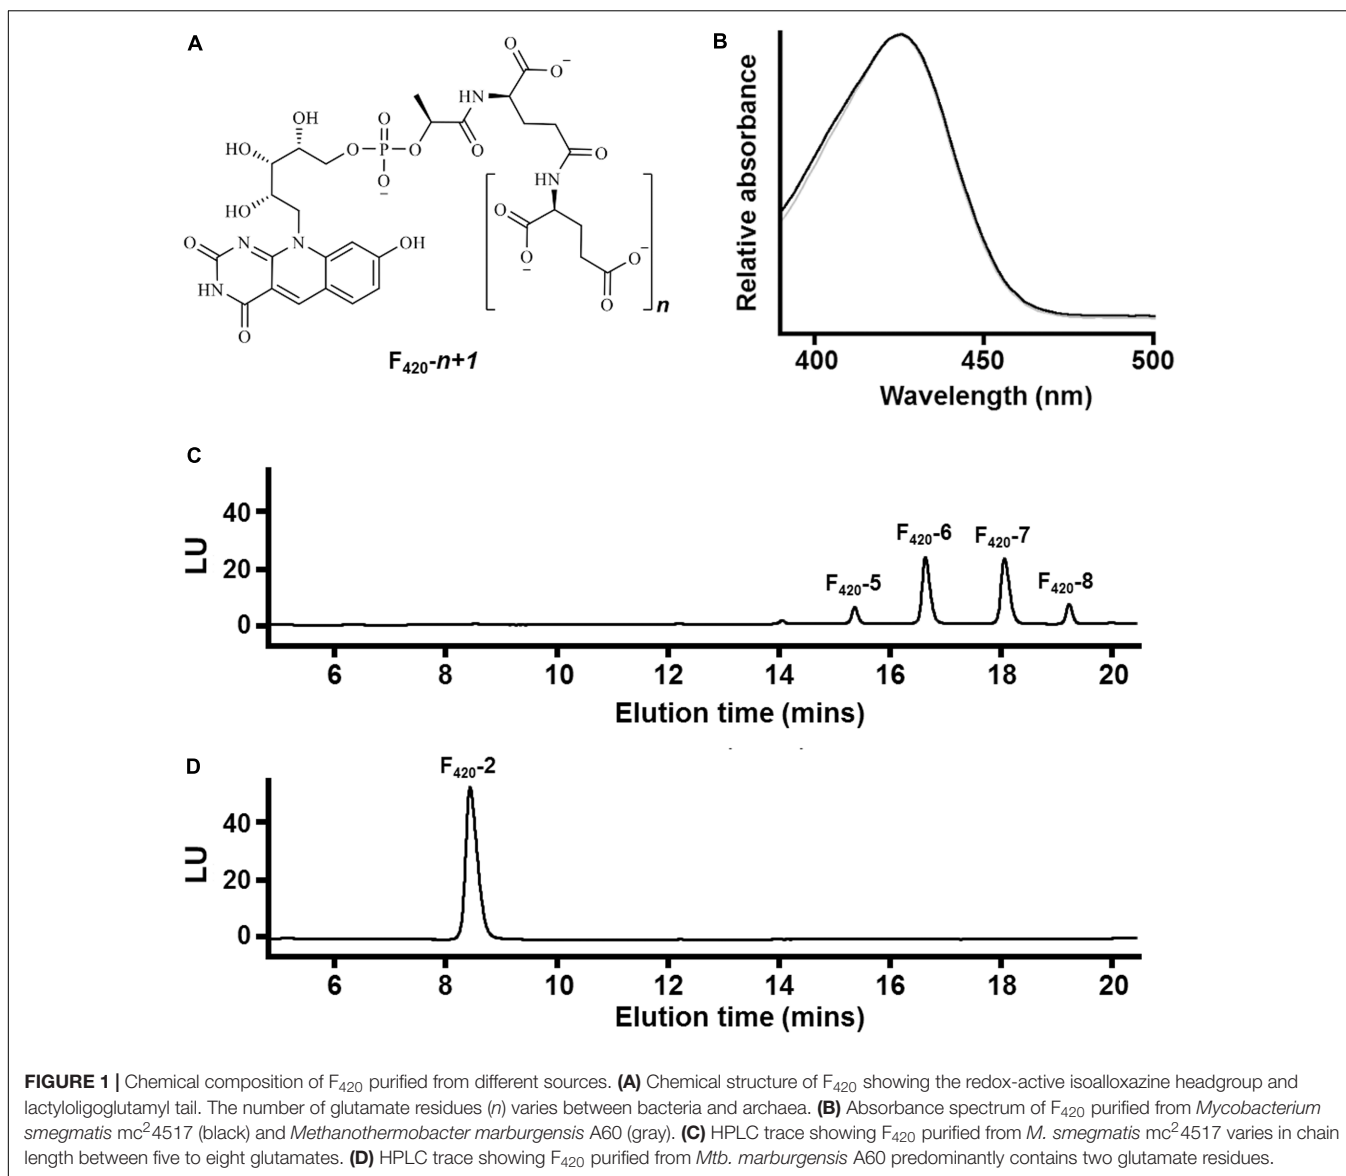 A
O
O−
HN
OH
HO
O
O
P
O
O−
O
HO
O
HN
O
O−
O−
O
n
O
N
N
OH
HN
O
F420-n+1
B
Relative absorbance
400 450 500
Wavelength (nm)
C
LU
40
20
0
F420-5
F420-6
F420-7
F420-8
6 8 10 12 14 16 18 20
Elution time (mins)
D
F420-2
LU
40
20
0
6 8 10 12 14 16 18 20
Elution time (mins)
FIGURE 1 | Chemical composition of F420 purified from different sources. (A) Chemical structure of F420 showing the redox-active isoalloxazine headgroup and
lactyloligoglutamyl tail. The number of glutamate residues (n) varies between bacteria and archaea. (B) Absorbance spectrum of F420 purified from Mycobacterium
smegmatis mc²4517 (black) and Methanothermobacter marburgensis A60 (gray). (C) HPLC trace showing F420 purified from M. smegmatis mc²4517 varies in chain
length between five to eight glutamates. (D) HPLC trace showing F420 purified from Mtb. marburgensis A60 predominantly contains two glutamate residues.